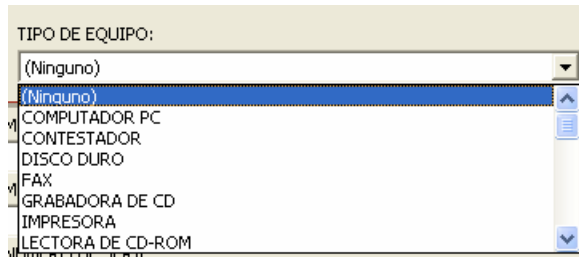 TIPO DE EQUIPO:
(Ninguno)
(Ninguno)
COMPUTADOR PC
CONTESTADOR
DISCO DURO
FAX
GRABADORA DE CD
IMPRESORA
LECTORA DE CD-ROM